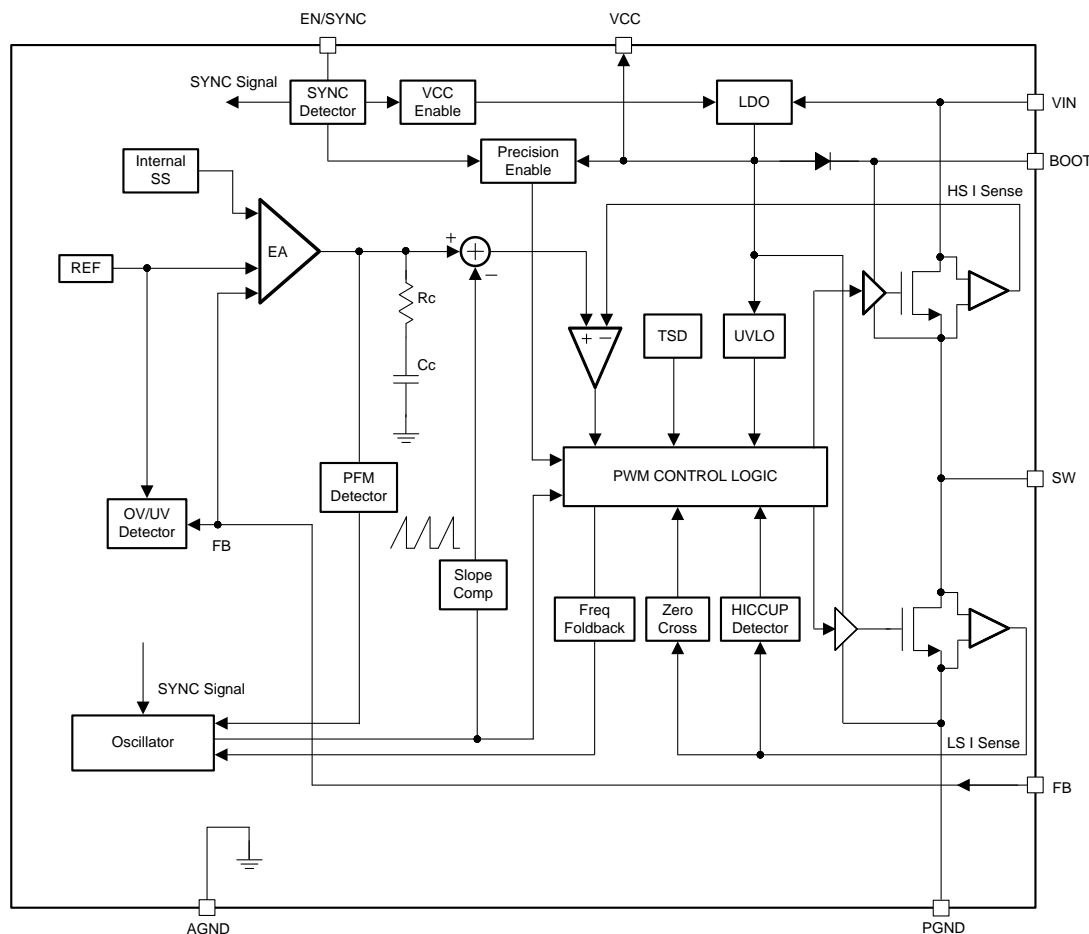 EN/SYNC
VCC
SYNC Signal
SYNC
Detector
VCC
Enable
LDO
VIN
Internal
SS
Precision
Enable
BOOT
HS I Sense
EA
+
+
−
REF
Rc
+ −
TSD
UVLO
Cc
PFM
Detector
PWM CONTROL LOGIC
SW
OV/UV
Detector
FB
Slope
Comp
Freq
Foldback
Zero
Cross
HICCUP
Detector
SYNC Signal
Oscillator
LS I Sense
FB
AGND
PGND